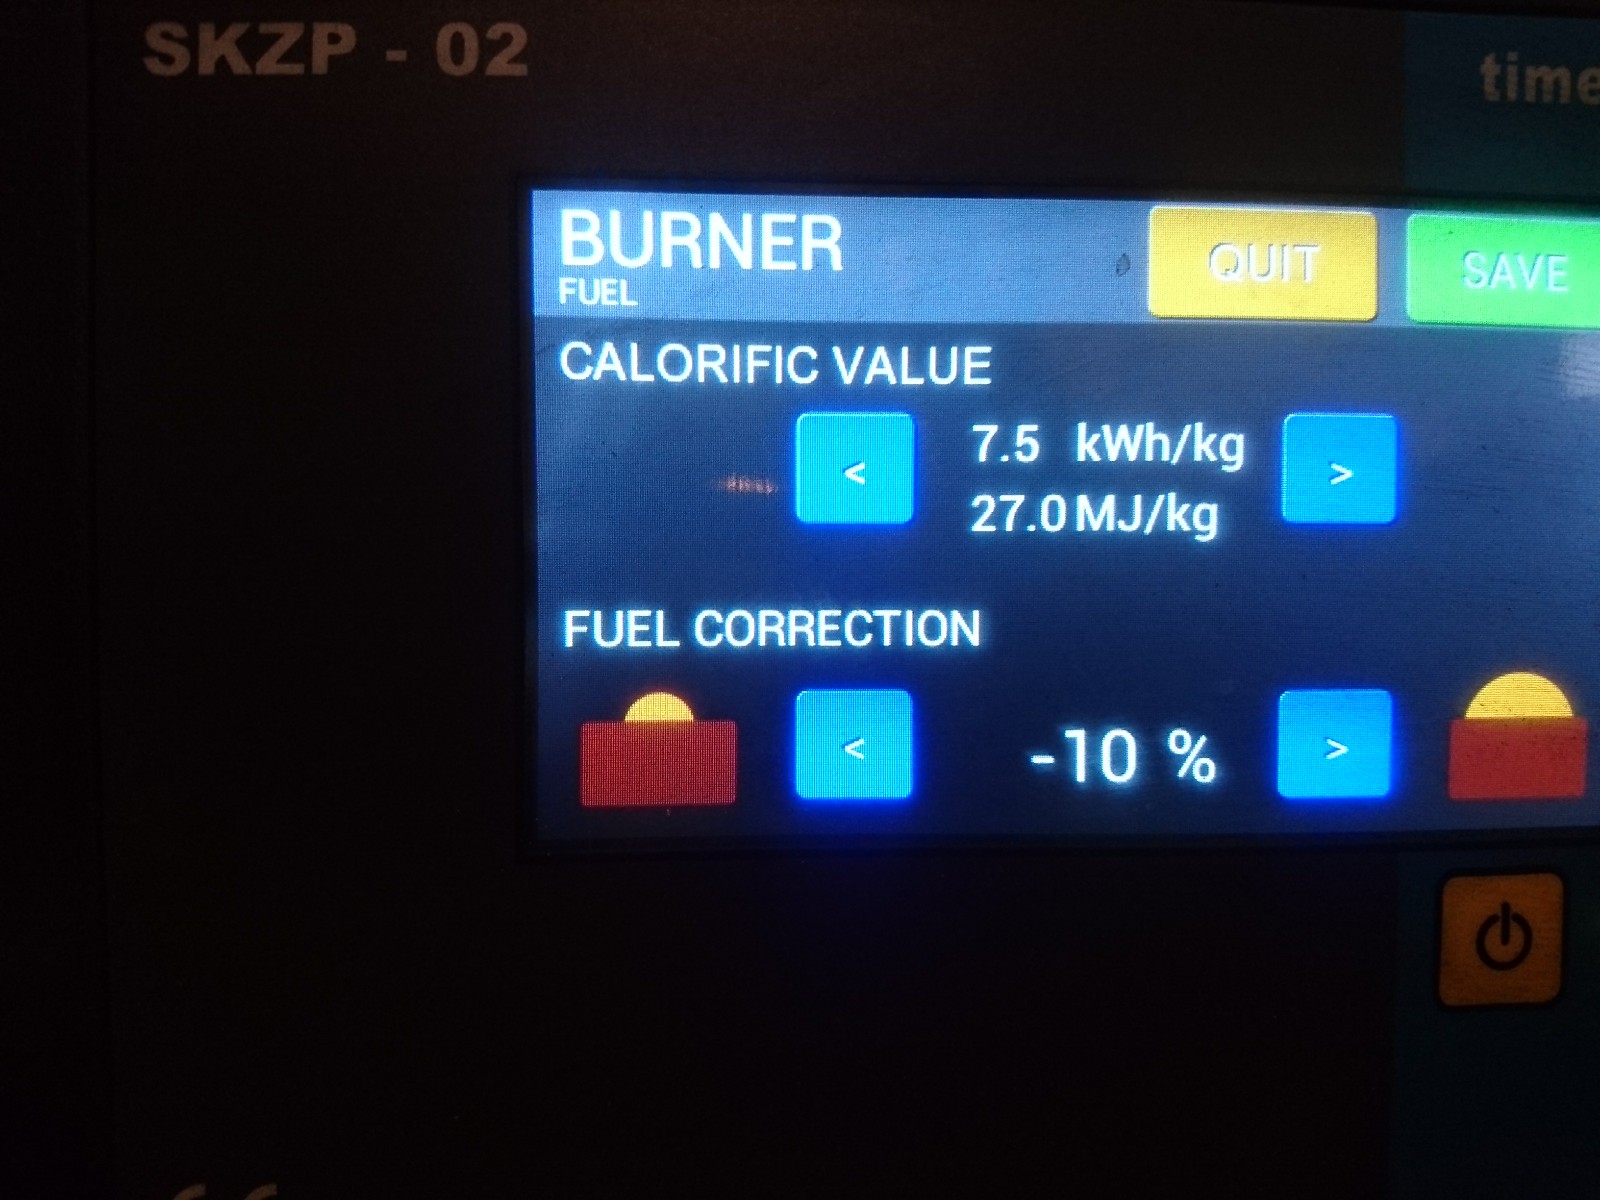 SKZP - 02
time
BURNER
FUEL
QUIT
SAVE
CALORIFIC VALUE
<
7.5 kWh/kg
27.0 MJ/kg
>
FUEL CORRECTION
<
-10 %
>